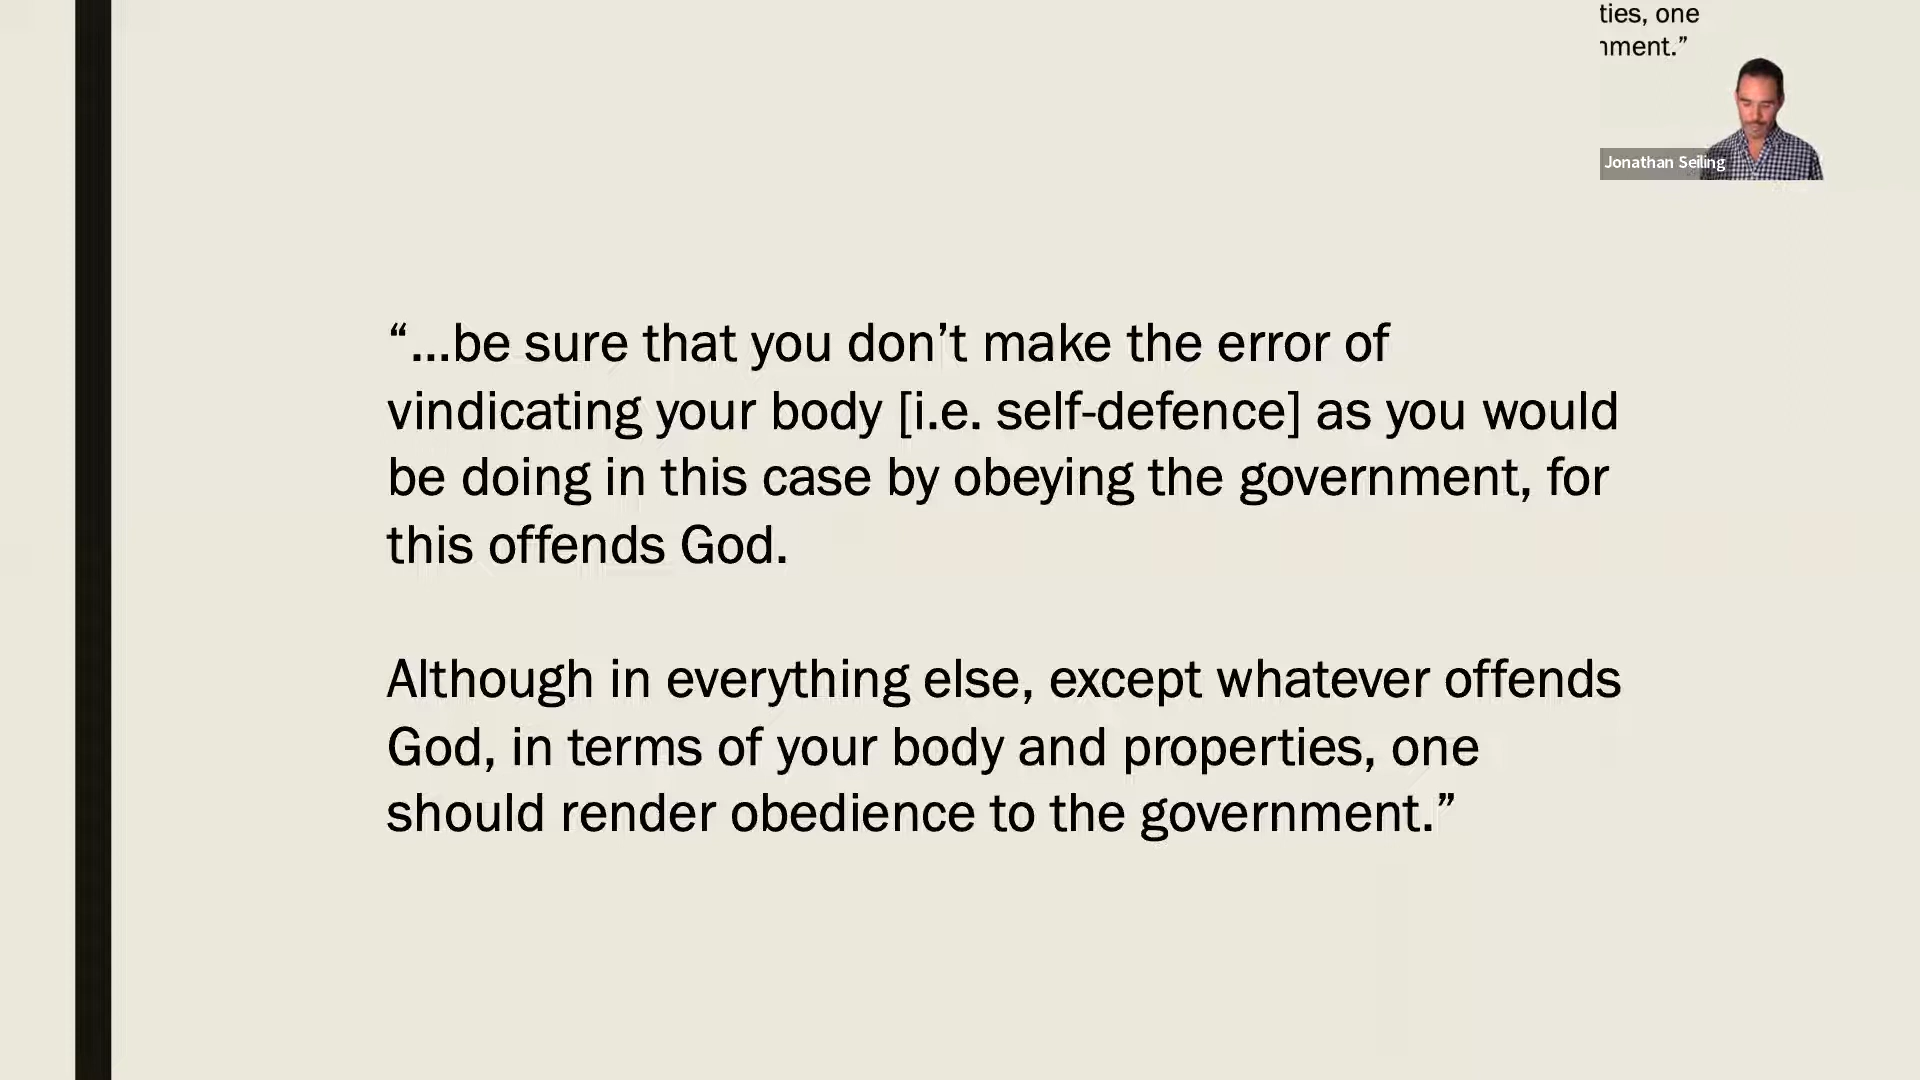 ties, one
nment.”
Jonathan Seiling
“...be sure that you don’t make the error of
vindicating your body [i.e. self-defence] as you would
be doing in this case by obeying the government, for
this offends God.
Although in everything else, except whatever offends
God, in terms of your body and properties, one
should render obedience to the government.”